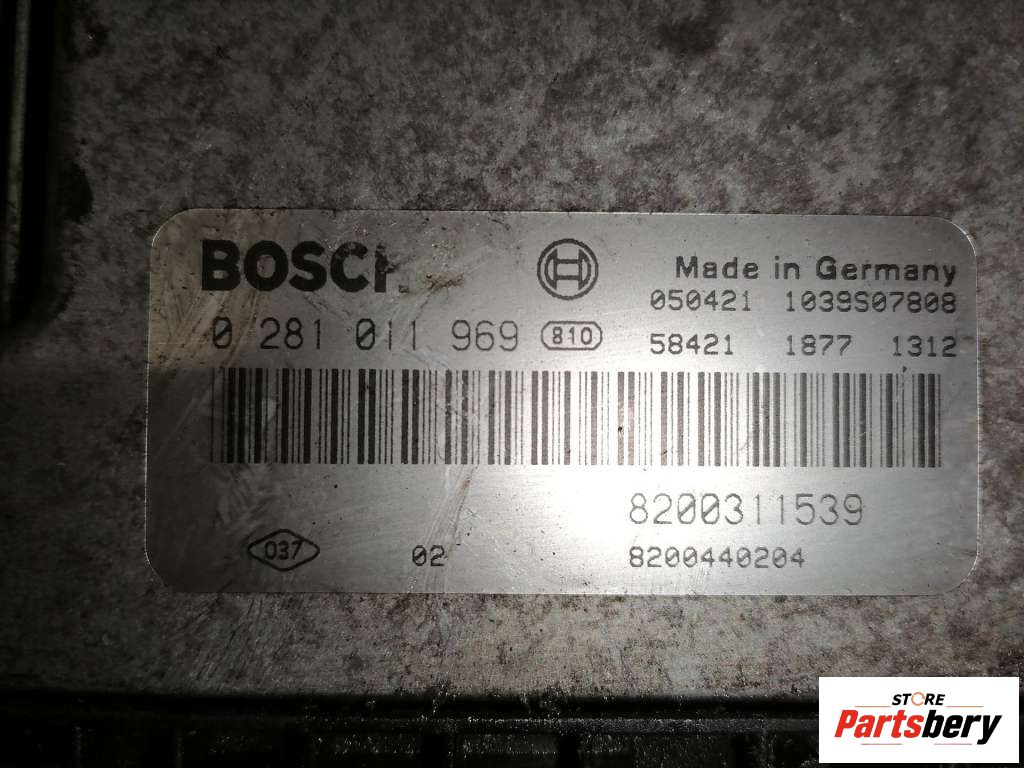 BOSCH
Made in Germany
050421 1039S07808
0 281 011 969 810
58421 1877 1312
8200311539
037 02 8200440204
STORE
Partsbery